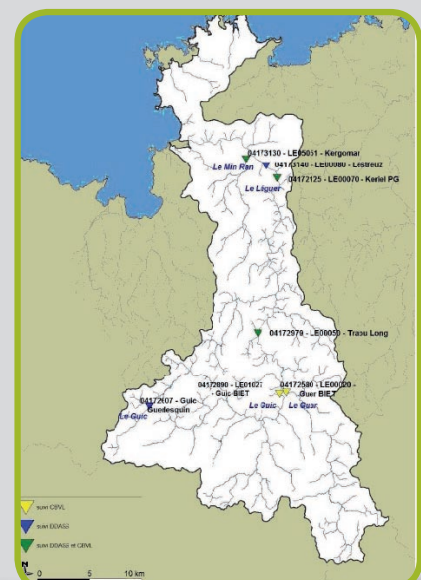 04173130 - LE05051 - Kergomar
04173140 - LE00080 - Lestreuz
Le Min Ran
04172125 - LE00070 - Keriel PG
Le Léguer
04172979 - LE00050 - Traou Long
04172580 - LE00020 -
Guer BIET
- Guic BIET
04172607 - Guic
Guerlesquin
Le Guic
Le Guic
Le Guer
suivi CBVL
suivi DDASS
suivi DDASS et CBVL
N
0 5 10 km